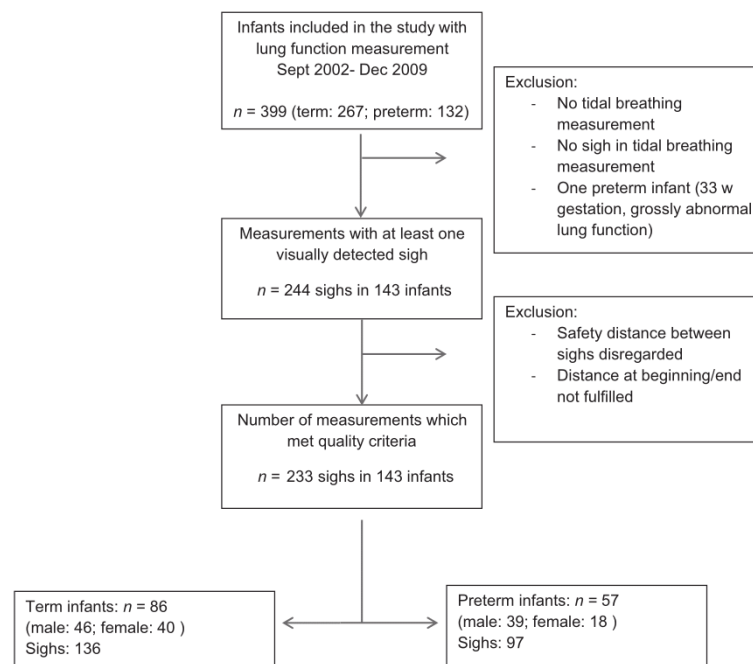 Infants included in the study with
lung function measurement
Sept 2002- Dec 2009
n = 399 (term: 267; preterm: 132)
Exclusion:
- No tidal breathing
measurement
- No sigh in tidal breathing
measurement
- One preterm infant (33 w
gestation, grossly abnormal
lung function)
Measurements with at least one
visually detected sigh
n = 244 sighs in 143 infants
Exclusion:
- Safety distance between
sighs disregarded
- Distance at beginning/end
not fulfilled
Number of measurements which
met quality criteria
n = 233 sighs in 143 infants
Term infants: n = 86
(male: 46; female: 40 )
Sighs: 136
Preterm infants: n = 57
(male: 39; female: 18 )
Sighs: 97